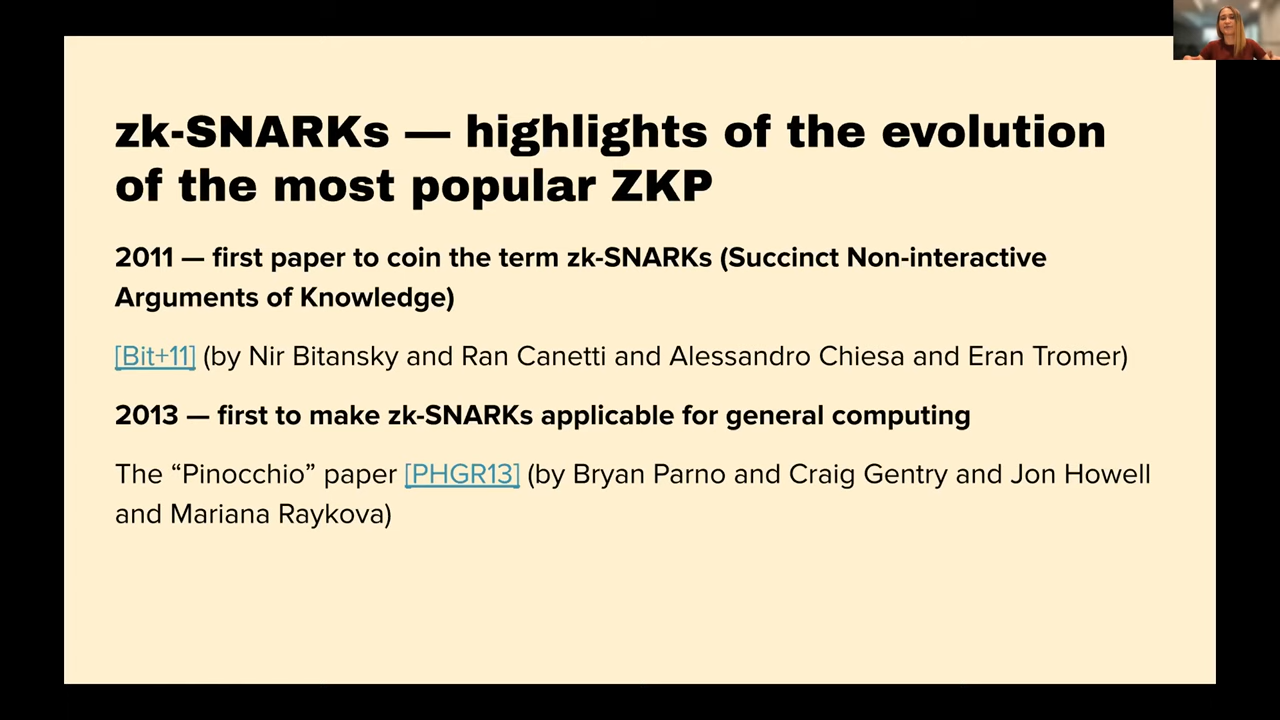 zk-SNARKs — highlights of the evolution
of the most popular ZKP
2011 — first paper to coin the term zk-SNARKs (Succinct Non-interactive
Arguments of Knowledge)
[Bit+11] (by Nir Bitansky and Ran Canetti and Alessandro Chiesa and Eran Tromer)
2013 — first to make zk-SNARKs applicable for general computing
The “Pinocchio” paper [PHGR13] (by Bryan Parno and Craig Gentry and Jon Howell
and Mariana Raykova)